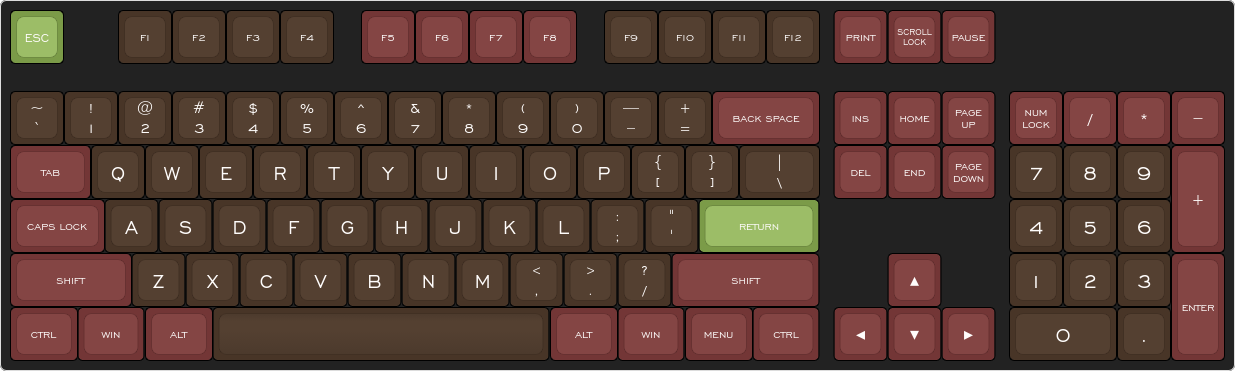 ESC F1 F2 F3 F4 F5 F6 F7 F8 F9 F10 F11 F12 PRINT SCROLL LOCK PAUSE
~ ! @ # $ % ^ & * ( ) — +
` 1 2 3 4 5 6 7 8 9 0 – = BACK SPACE INS HOME PAGE UP NUM LOCK / * –
TAB Q W E R T Y U I O P { [ } ] | \ DEL END PAGE DOWN 7 8 9 +
CAPS LOCK A S D F G H J K L : ; " ' RETURN 4 5 6
SHIFT Z X C V B N M < , > . ? / SHIFT ▲ 1 2 3 ENTER
CTRL WIN ALT ALT WIN MENU CTRL ◀ ▼ ▶ 0 .